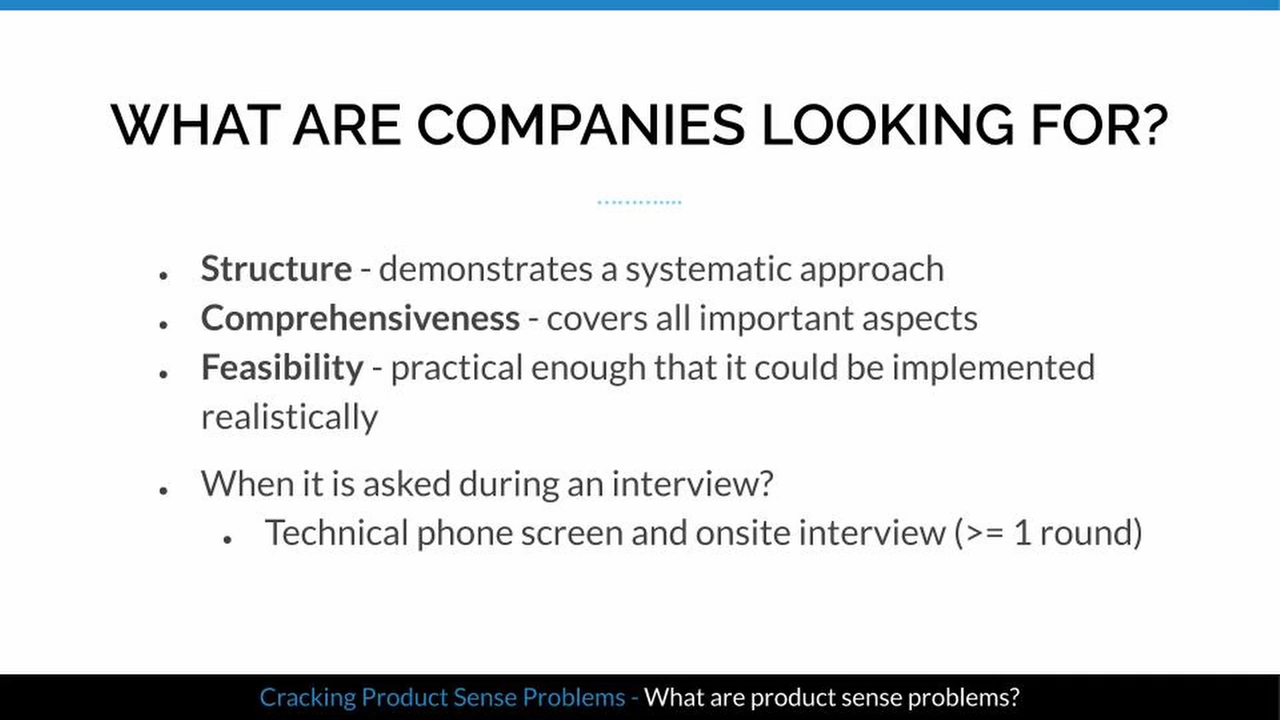 WHAT ARE COMPANIES LOOKING FOR?
• Structure - demonstrates a systematic approach
• Comprehensiveness - covers all important aspects
• Feasibility - practical enough that it could be implemented
realistically
• When it is asked during an interview?
• Technical phone screen and onsite interview (>= 1 round)
Cracking Product Sense Problems - What are product sense problems?